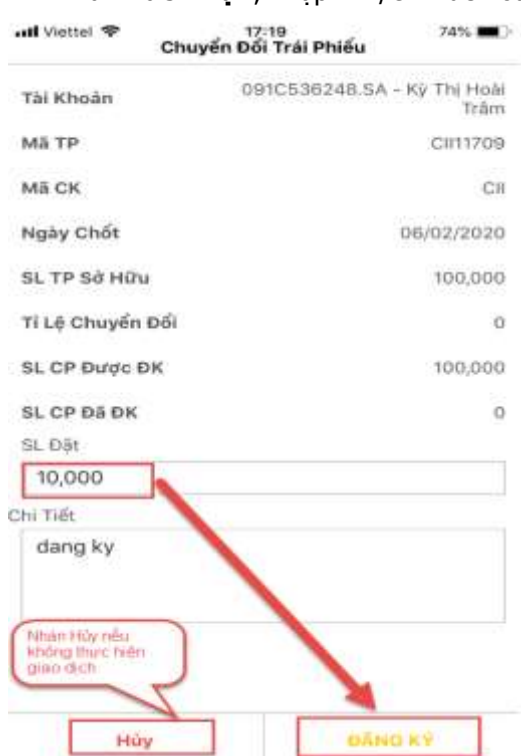 Viettel 17:19 74%
Chuyển Đổi Trái Phiếu
Tài Khoản 091C536248.SA - Kỳ Thị Hoài Trâm
Mã TP CII11709
Mã CK CII
Ngày Chốt 06/02/2020
SL TP Sở Hữu 100,000
Tỉ Lệ Chuyển Đổi 0
SL CP Được ĐK 100,000
SL CP Đã ĐK 0
SL Đặt
10,000
Chi Tiết
dang ky
Nhấn Hủy nếu
không thực hiện
giao dịch
Hủy ĐĂNG KÝ